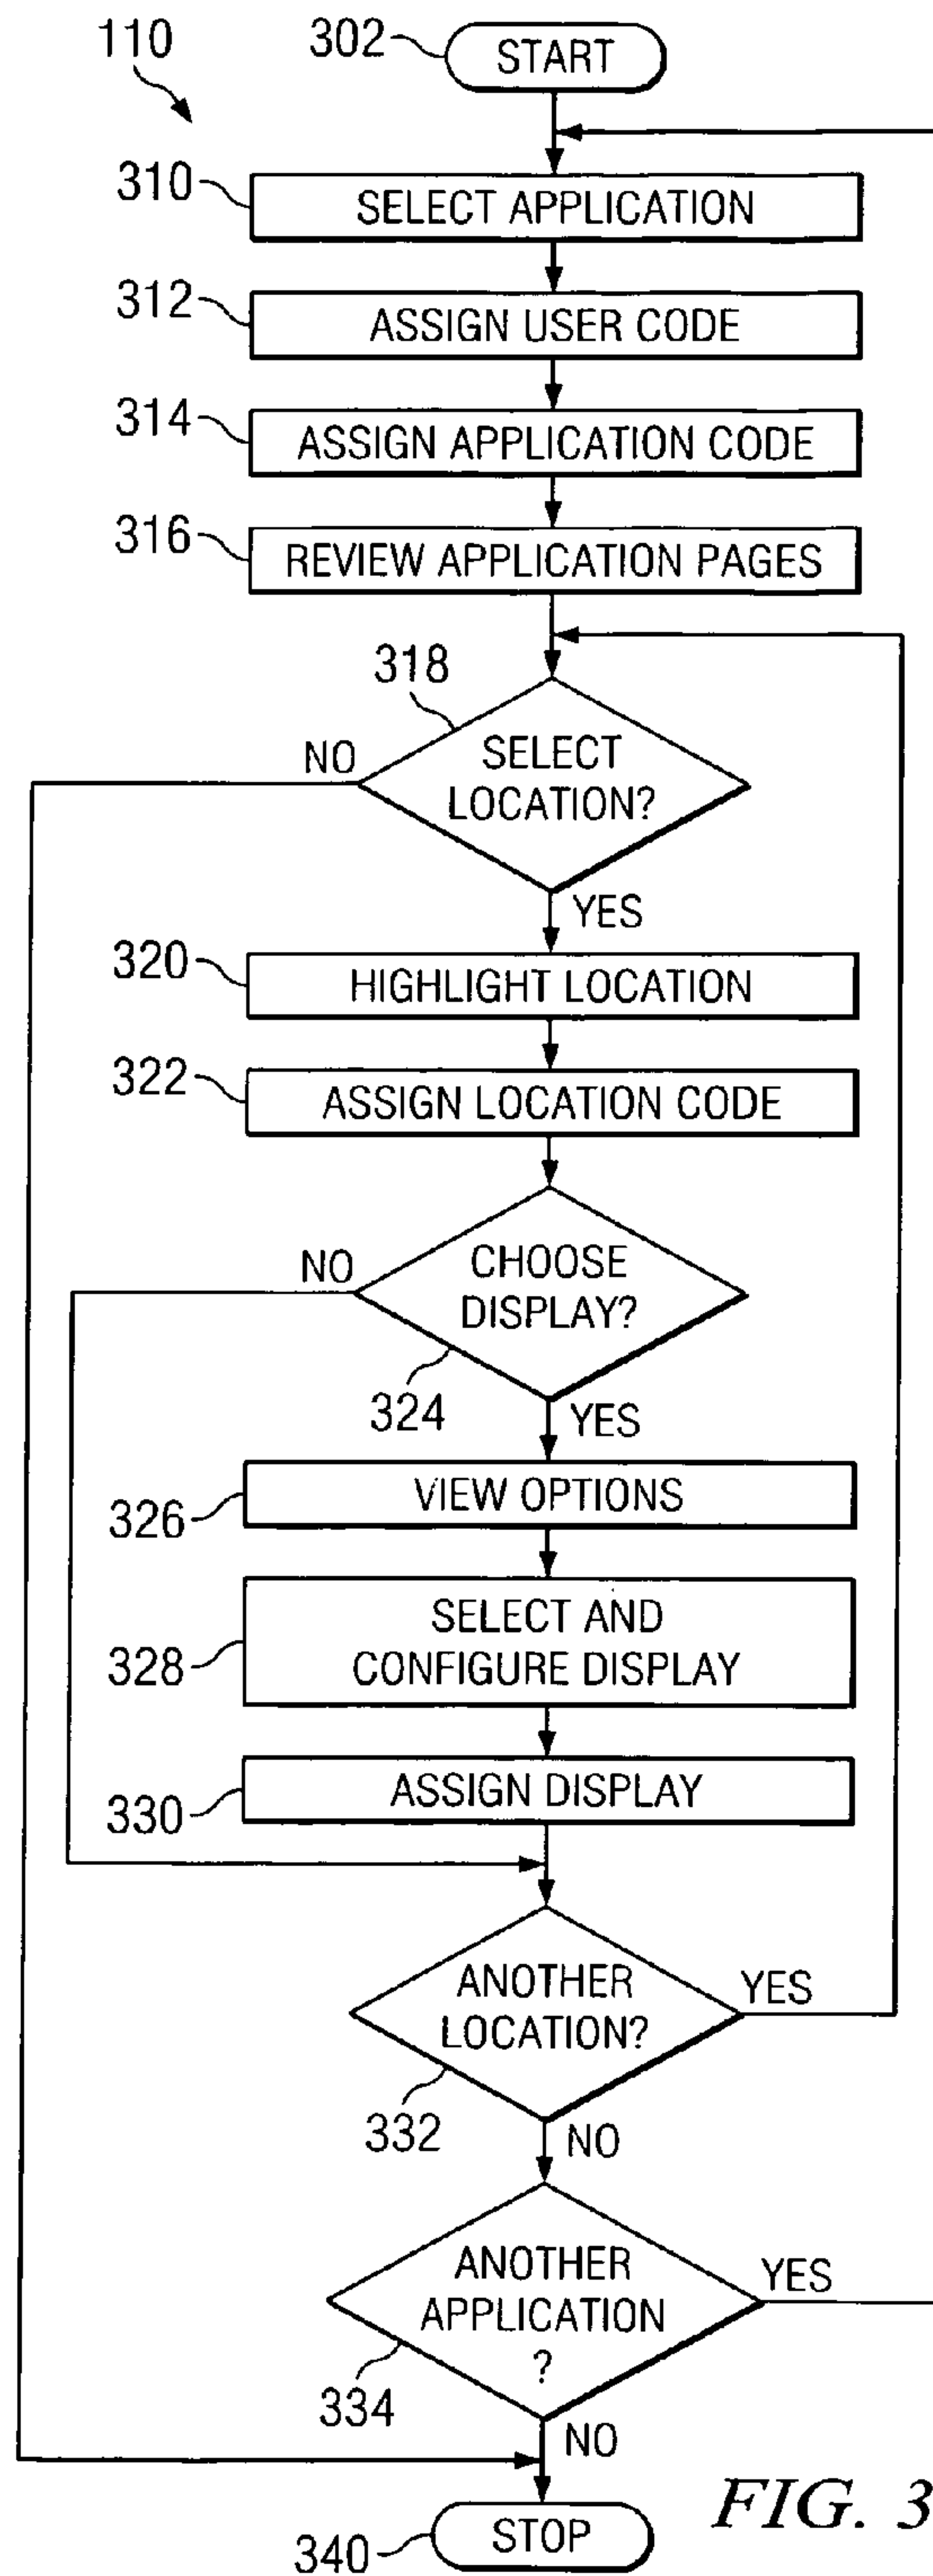 110
302
START
310
SELECT APPLICATION
312
ASSIGN USER CODE
314
ASSIGN APPLICATION CODE
316
REVIEW APPLICATION PAGES
318
NO
SELECT
LOCATION?
YES
320
HIGHLIGHT LOCATION
322
ASSIGN LOCATION CODE
NO
CHOOSE
DISPLAY?
324
YES
326
VIEW OPTIONS
328
SELECT AND
CONFIGURE DISPLAY
330
ASSIGN DISPLAY
ANOTHER
LOCATION?
YES
332
NO
ANOTHER
APPLICATION
?
YES
334
NO
340
STOP
FIG. 3